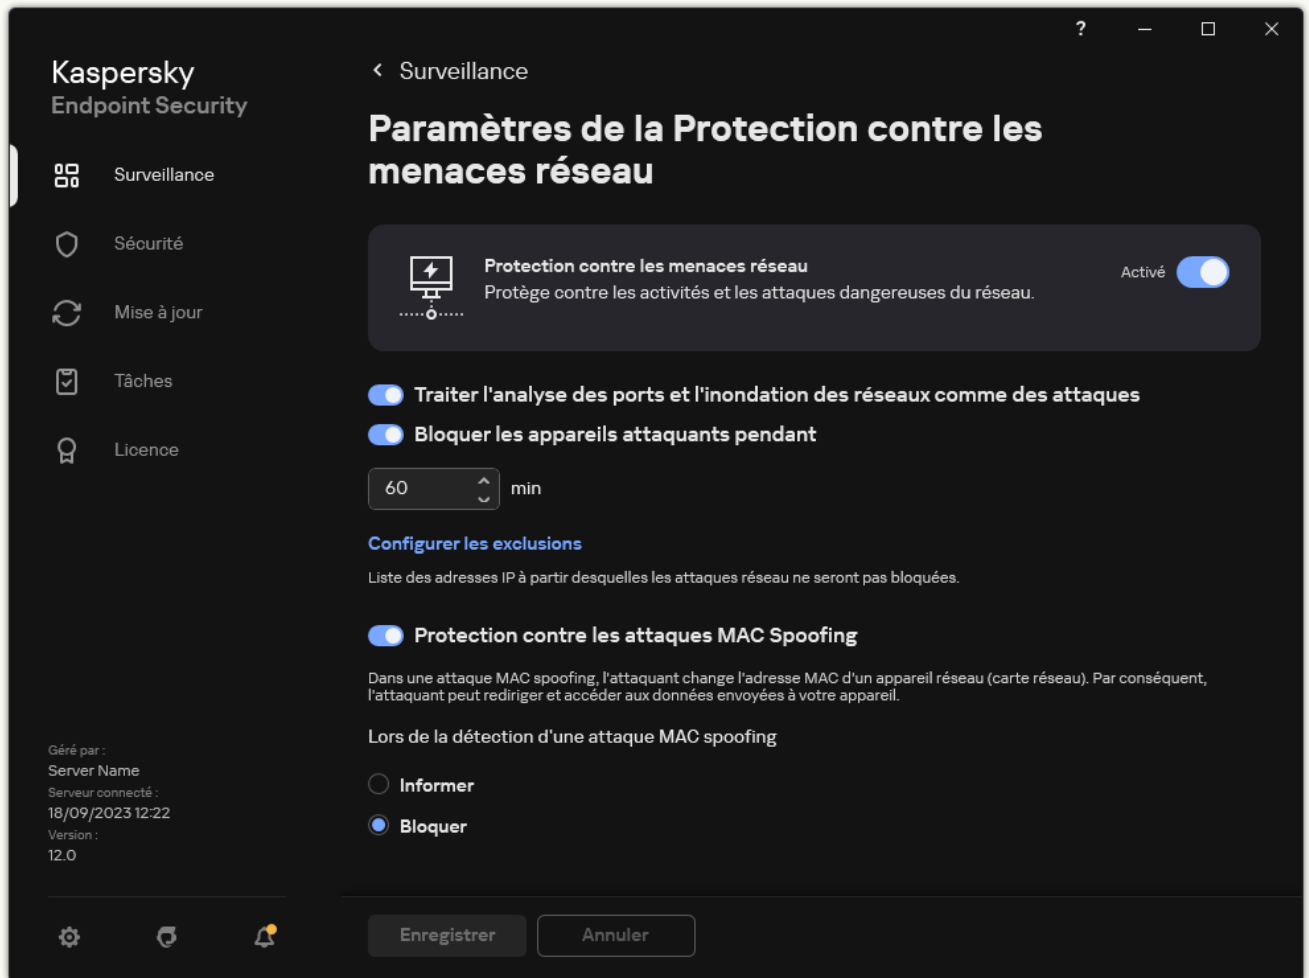 ?
Kaspersky
Endpoint Security
Surveillance
Sécurité
Mise à jour
Tâches
Licence
Géré par :
Server Name
Serveur connecté :
18/09/2023 12:22
Version :
12.0
Surveillance
Paramètres de la Protection contre les
menaces réseau
Protection contre les menaces réseau
Protège contre les activités et les attaques dangereuses du réseau.
Activé
Traiter l'analyse des ports et l'inondation des réseaux comme des attaques
Bloquer les appareils attaquants pendant
60 min
Configurer les exclusions
Liste des adresses IP à partir desquelles les attaques réseau ne seront pas bloquées.
Protection contre les attaques MAC Spoofing
Dans une attaque MAC spoofing, l'attaquant change l'adresse MAC d'un appareil réseau (carte réseau). Par conséquent,
l'attaquant peut rediriger et accéder aux données envoyées à votre appareil.
Lors de la détection d'une attaque MAC spoofing
Informer
Bloquer
Enregistrer
Annuler